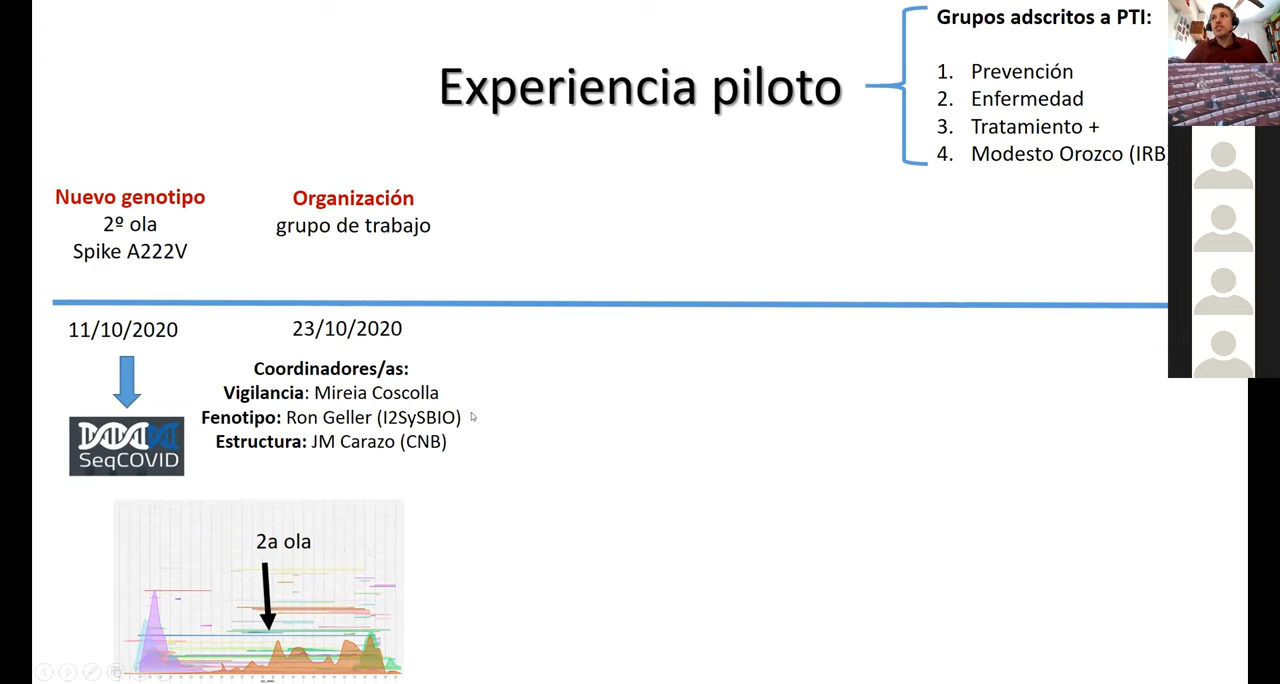 Experiencia piloto
Grupos adscritos a PTI:
1. Prevención
2. Enfermedad
3. Tratamiento +
4. Modesto Orozco (IRB
Nuevo genotipo
2º ola
Spike A222V
Organización
grupo de trabajo
11/10/2020
23/10/2020
Coordinadores/as:
Vigilancia: Mireia Coscolla
Fenotipo: Ron Geller (I2SySBIO)
Estructura: JM Carazo (CNB)
SeqCOVID
2a ola